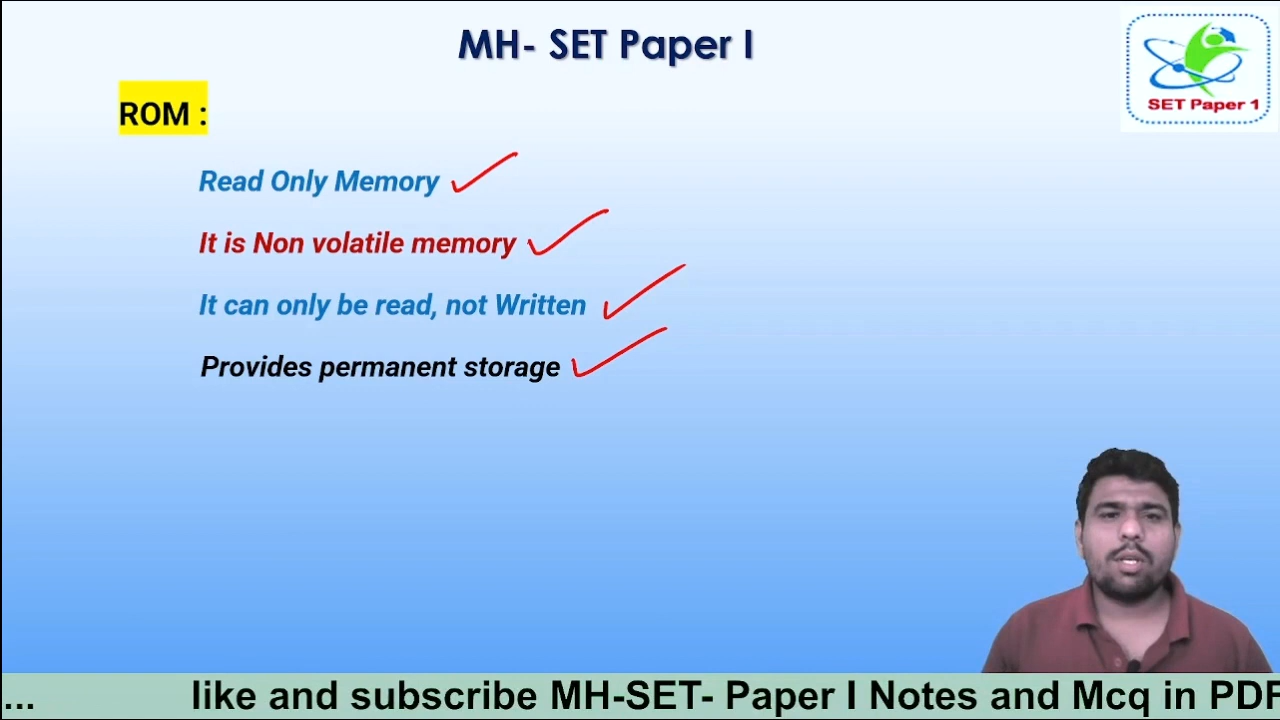 MH- SET Paper I
SET Paper 1
ROM :
Read Only Memory
It is Non volatile memory
It can only be read, not Written
Provides permanent storage
... like and subscribe MH-SET- Paper I Notes and Mcq in PDF